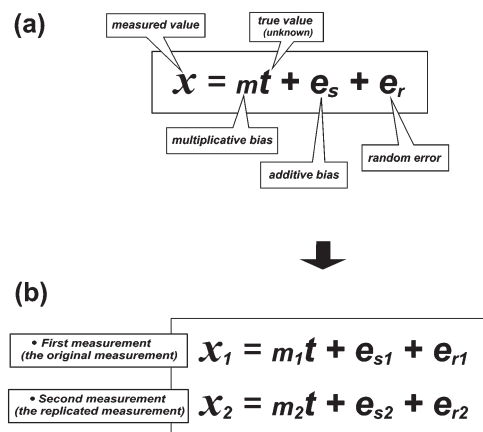 (a)
measured value
true value
(unknown)
x = mt + es + er
multiplicative bias
additive bias
random error
(b)
• First measurement
(the original measurement)
x1 = m1t + es1 + er1
• Second measurement
(the replicated measurement)
x2 = m2t + es2 + er2